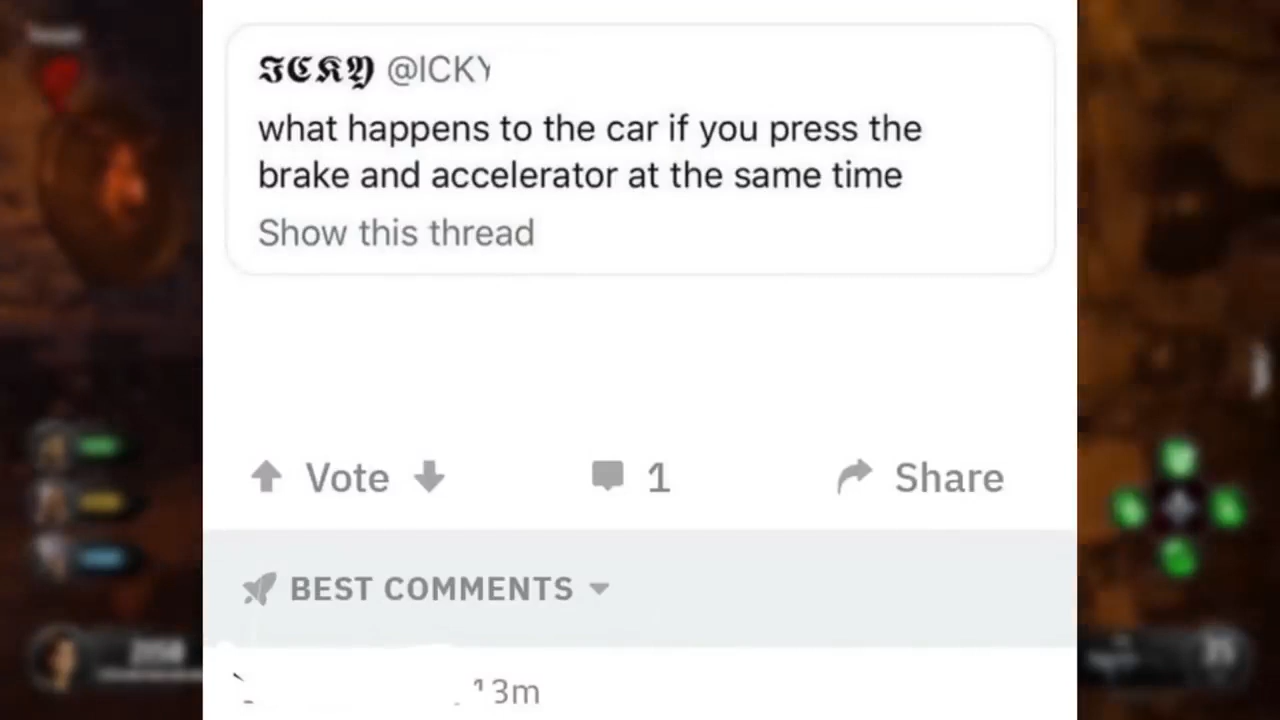 ICKY @ICKY
what happens to the car if you press the
brake and accelerator at the same time
Show this thread
Vote 1 Share
BEST COMMENTS
13m